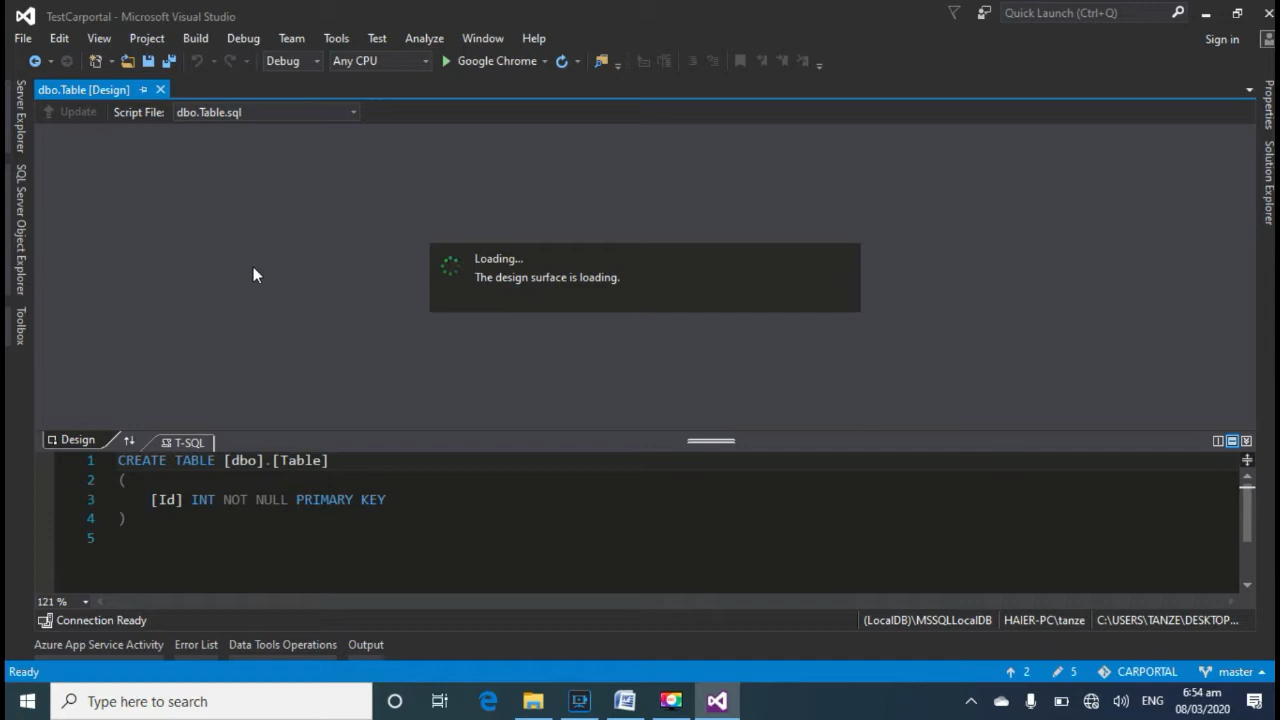 TestCarportal - Microsoft Visual Studio
Quick Launch (Ctrl+Q)
File Edit View Project Build Debug Team Tools Test Analyze Window Help
Sign in
Debug Any CPU Google Chrome
dbo.Table [Design]
Update Script File: dbo.Table.sql
Server Explorer
SQL Server Object Explorer
Toolbox
Properties
Solution Explorer
Loading...
The design surface is loading.
Design T-SQL
1 CREATE TABLE [dbo].[Table]
2 (
3 [Id] INT NOT NULL PRIMARY KEY
4 )
5
121 %
Connection Ready (LocalDB)\MSSQLLocalDB HAIER-PC\tanze C:\USERS\TANZE\DESKTOP...
Azure App Service Activity Error List Data Tools Operations Output
Ready 2 5 CARPORTAL master
Type here to search
ENG
6:54 am
08/03/2020